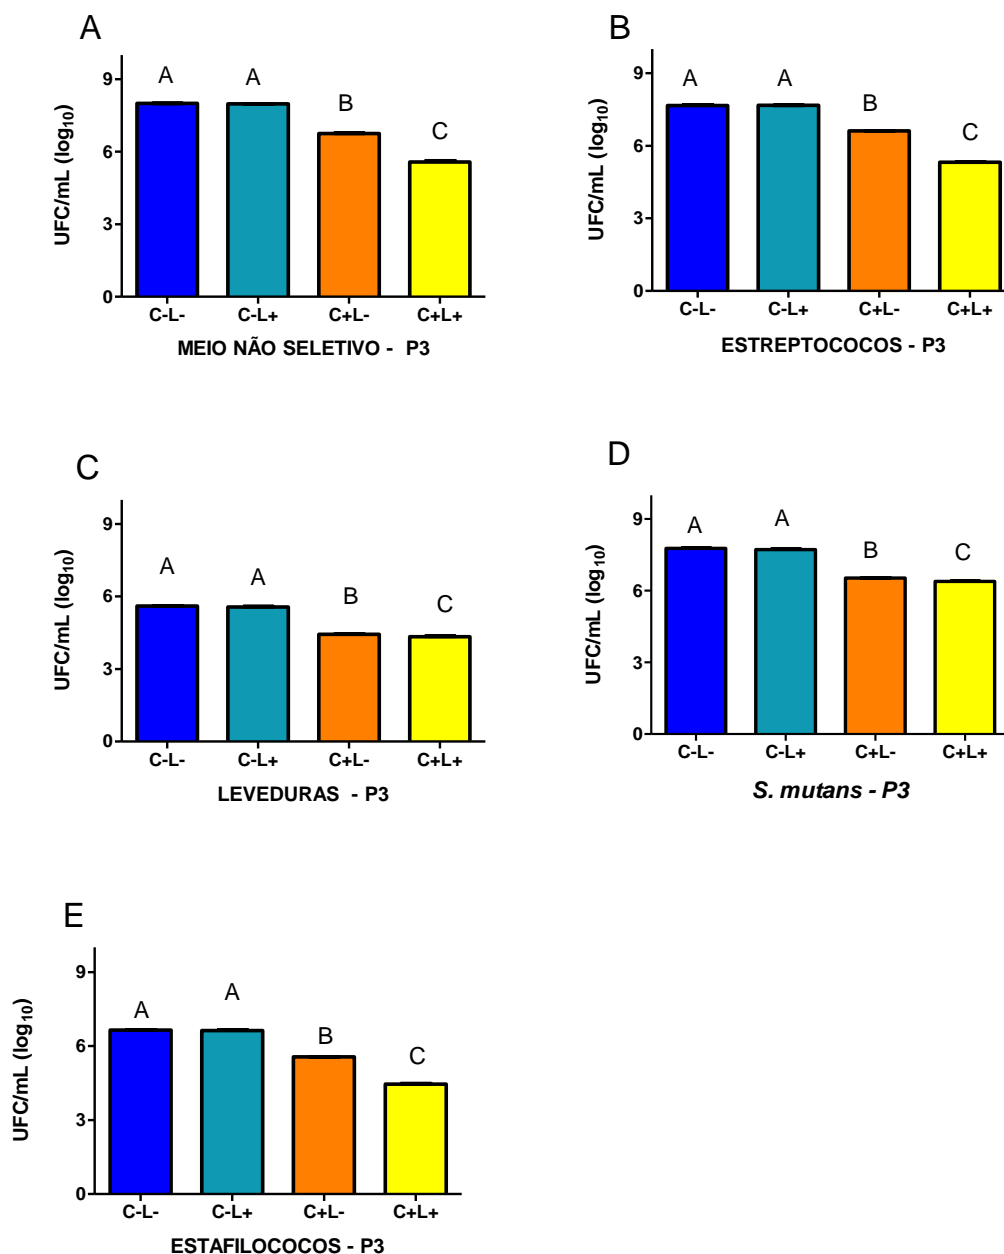 A
UFC/mL (log10)
9
6
3
0
A
A
B
C
C-L-
C-L+
C+L-
C+L+
MEIO NÃO SELETIVO - P3
B
UFC/mL (log10)
9
6
3
0
A
A
B
C
C-L-
C-L+
C+L-
C+L+
ESTREPTOCOCOS - P3
C
UFC/mL (log10)
9
6
3
0
A
A
B
C
C-L-
C-L+
C+L-
C+L+
LEVEDURAS - P3
D
UFC/mL (log10)
9
6
3
0
A
A
B
C
C-L-
C-L+
C+L-
C+L+
S. mutans - P3
E
UFC/mL (log10)
9
6
3
0
A
A
B
C
C-L-
C-L+
C+L-
C+L+
ESTAFILOCOCOS - P3